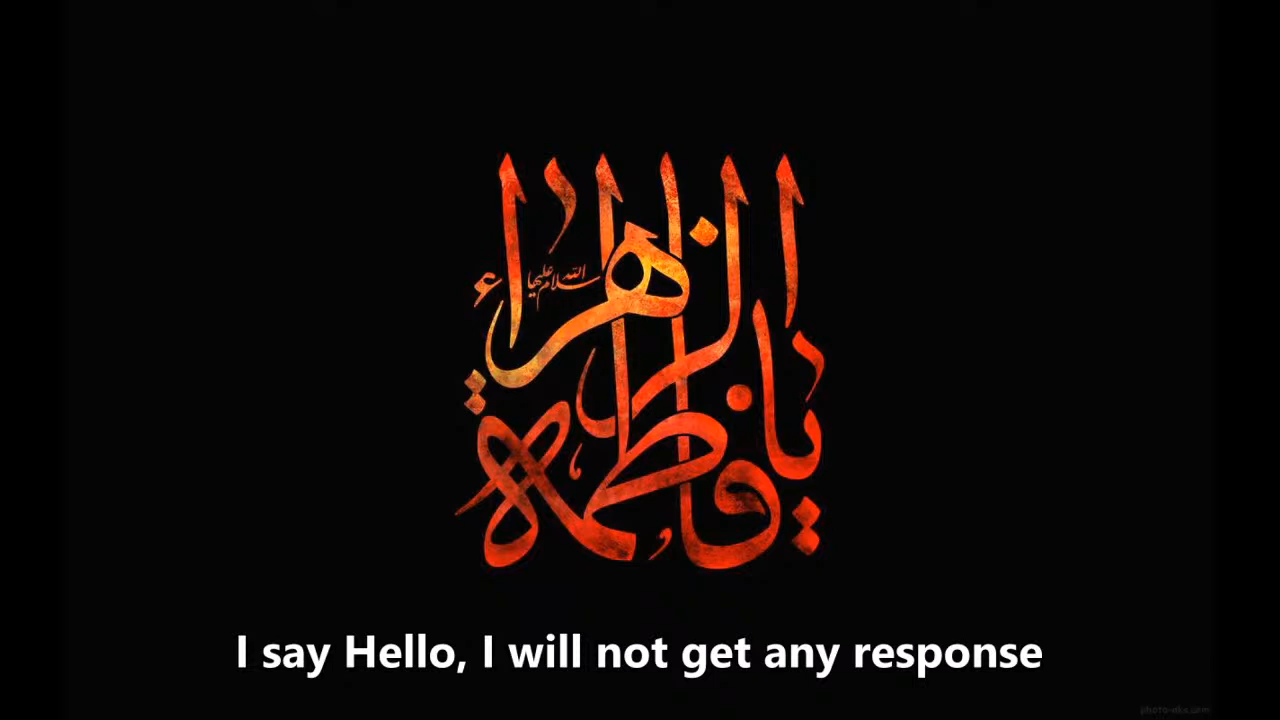 يا فاطمة الزهراء
سلام الله عليها
I say Hello, I will not get any response